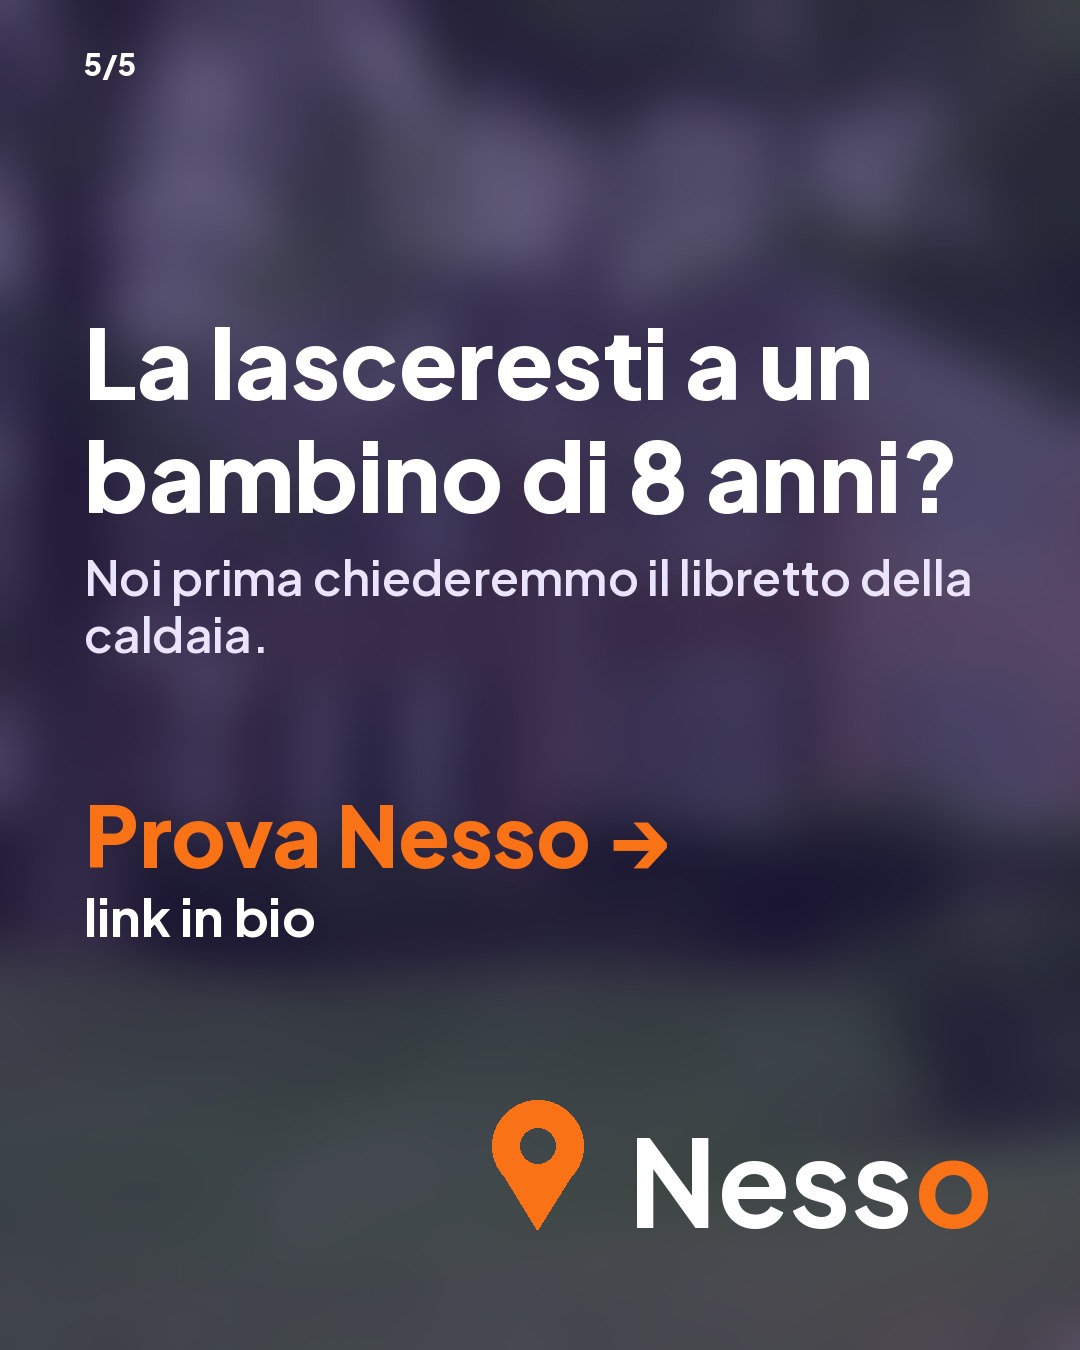 5/5
La lasceresti a un
bambino di 8 anni?
Noi prima chiederemmo il libretto della
caldaia.
Prova Nesso →
link in bio
Nesso